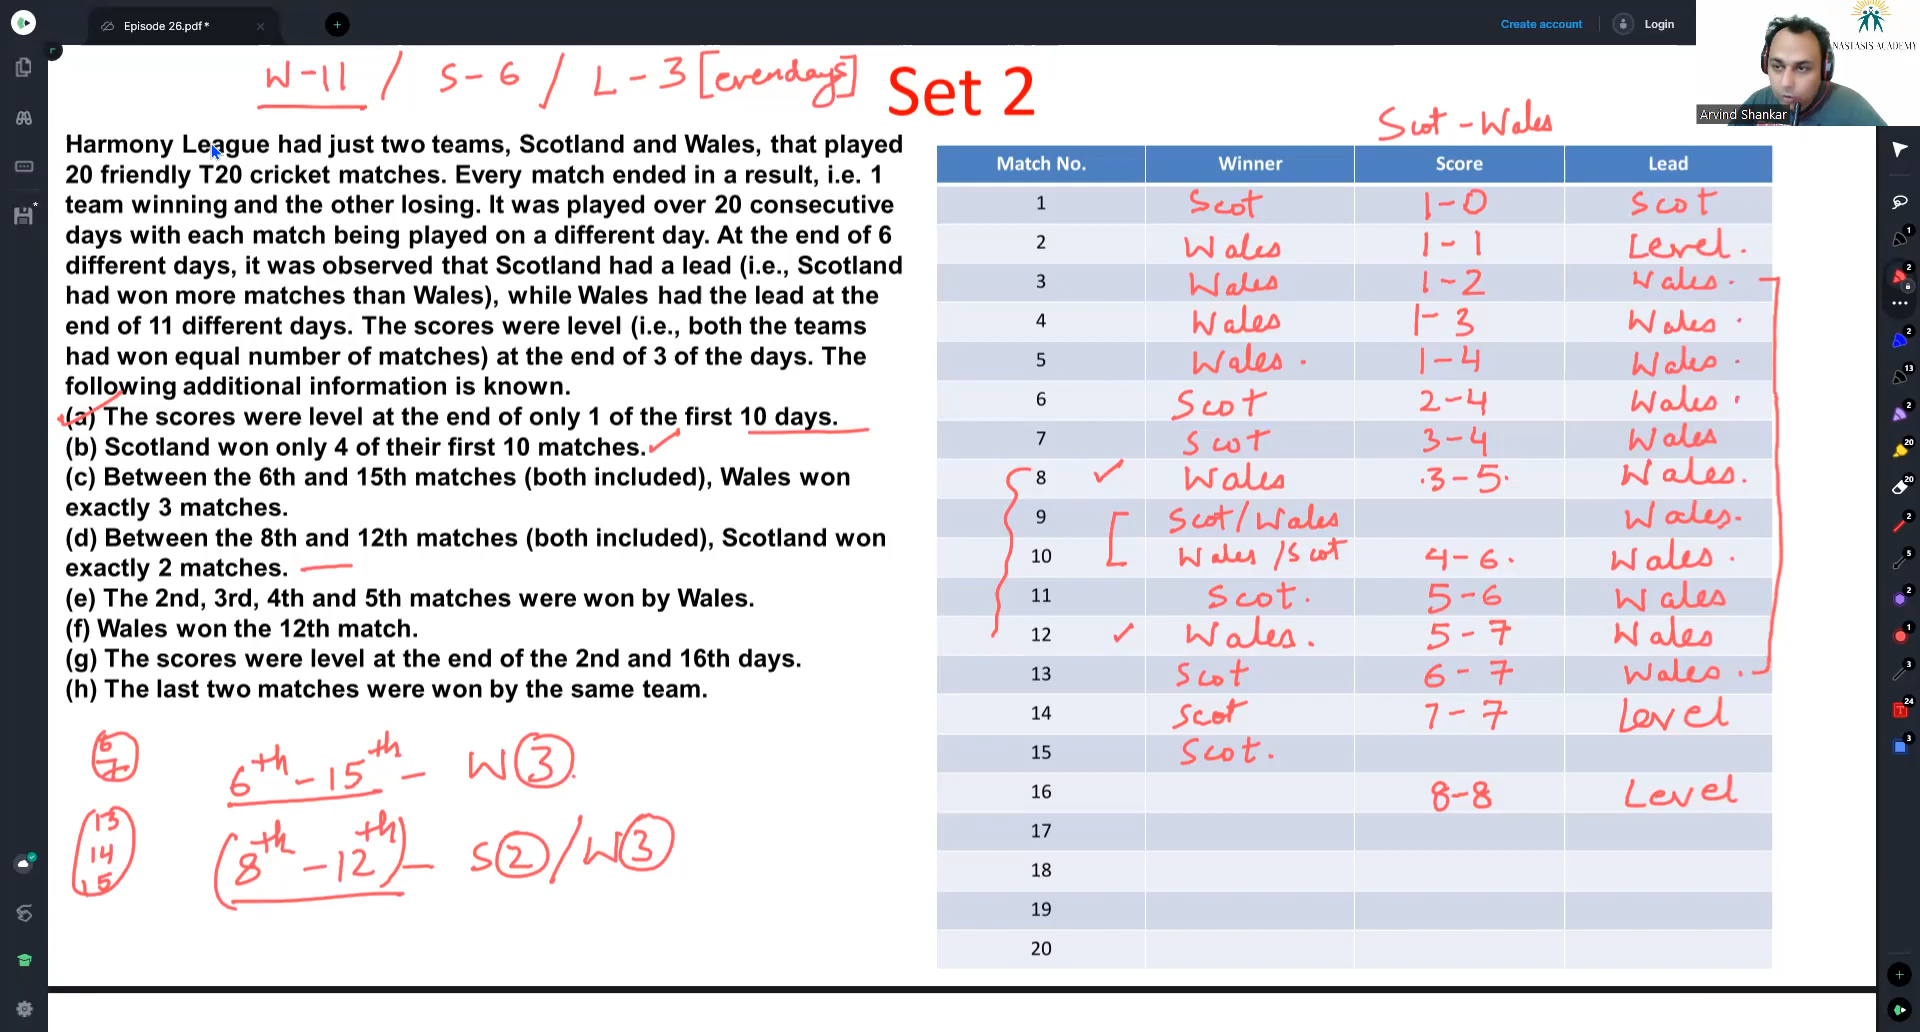 Episode 26.pdf*
Create account
Login
NASTASIS ACADEMY
Arvind Shankar
W-11 / S-6 / L-3 [evendays]
Set 2
Harmony League had just two teams, Scotland and Wales, that played
20 friendly T20 cricket matches. Every match ended in a result, i.e. 1
team winning and the other losing. It was played over 20 consecutive
days with each match being played on a different day. At the end of 6
different days, it was observed that Scotland had a lead (i.e., Scotland
had won more matches than Wales), while Wales had the lead at the
end of 11 different days. The scores were level (i.e., both the teams
had won equal number of matches) at the end of 3 of the days. The
following additional information is known.
(a) The scores were level at the end of only 1 of the first 10 days.
(b) Scotland won only 4 of their first 10 matches.
(c) Between the 6th and 15th matches (both included), Wales won
exactly 3 matches.
(d) Between the 8th and 12th matches (both included), Scotland won
exactly 2 matches.
(e) The 2nd, 3rd, 4th and 5th matches were won by Wales.
(f) Wales won the 12th match.
(g) The scores were level at the end of the 2nd and 16th days.
(h) The last two matches were won by the same team.
6
7
6th - 15th - W 3.
13
14
15
(8th - 12th) - S 2 / W 3
Scot - Wales
Match No. Winner Score Lead
1 Scot 1-0 Scot
2 Wales 1-1 Level.
3 Wales 1-2 Wales.
4 Wales 1-3 Wales.
5 Wales. 1-4 Wales.
6 Scot 2-4 Wales.
7 Scot 3-4 Wales
8 Wales 3-5 Wales.
9 Scot/Wales Wales.
10 Wales/Scot 4-6. Wales.
11 Scot. 5-6 Wales
12 Wales. 5-7 Wales
13 Scot 6-7 Wales.
14 Scot 7-7 Level
15 Scot.
16 8-8 Level
17
18
19
20